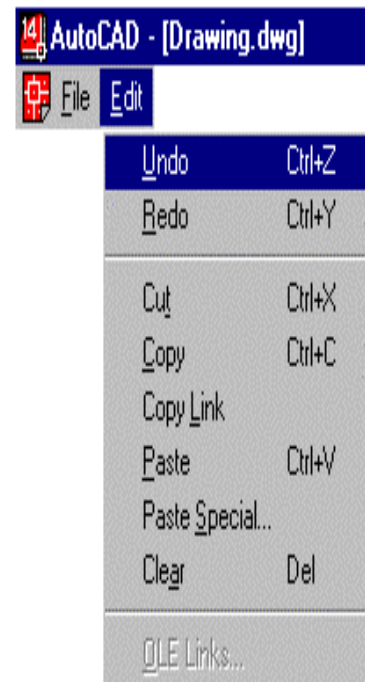 14 AutoCAD - [Drawing.dwg]
File Edit
Undo Ctrl+Z
Redo Ctrl+Y
Cut Ctrl+X
Copy Ctrl+C
Copy Link
Paste Ctrl+V
Paste Special...
Clear Del
OLE Links...